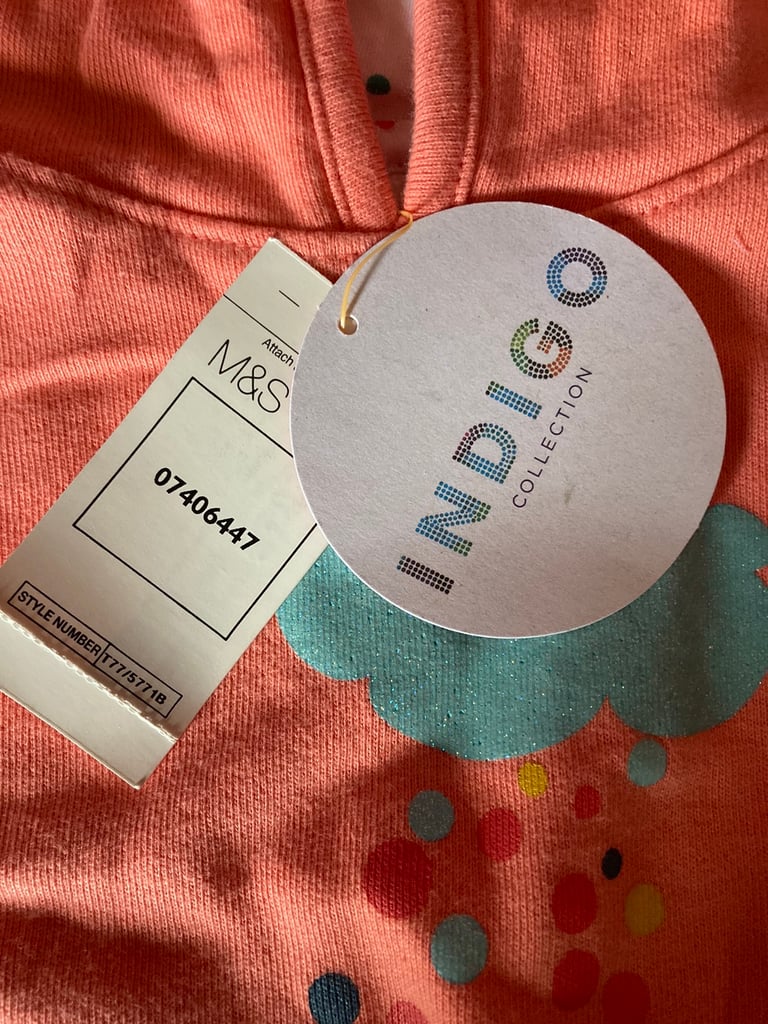 Attach
M&S
07406447
STYLE NUMBER T77/5771B
INDIGO
COLLECTION